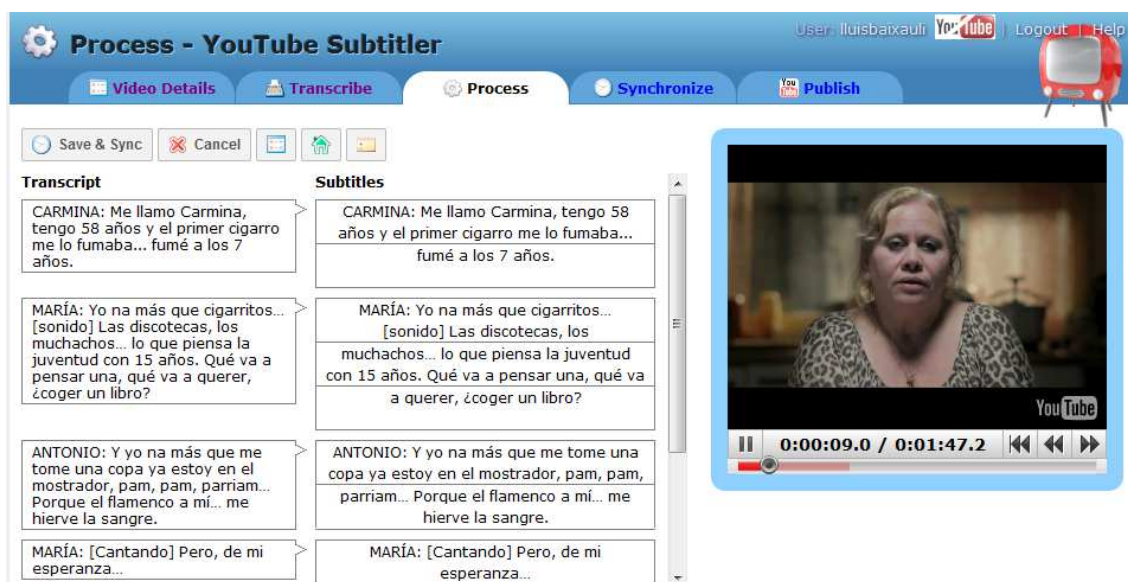 Process - YouTube Subtitler
User: lluisbaixauli YouTube | Logout | Help
Video Details
Transcribe
Process
Synchronize
You Tube
Publish
Save & Sync
Cancel
Transcript
CARMINA: Me llamo Carmina,
tengo 58 años y el primer cigarro
me lo fumaba... fumé a los 7
años.
MARÍA: Yo na más que cigarritos...
[sonido] Las discotecas, los
muchachos... lo que piensa la
juventud con 15 años. Qué va a
pensar una, qué va a querer,
¿coger un libro?
ANTONIO: Y yo na más que me
tome una copa ya estoy en el
mostrador, pam, pam, parriam...
Porque el flamenco a mí... me
hierve la sangre.
MARÍA: [Cantando] Pero, de mi
esperanza...
Subtitles
CARMINA: Me llamo Carmina, tengo 58
años y el primer cigarro me lo fumaba...
fumé a los 7 años.
MARÍA: Yo na más que cigarritos...
[sonido] Las discotecas, los
muchachos... lo que piensa la juventud
con 15 años. Qué va a pensar una, qué va
a querer, ¿coger un libro?
ANTONIO: Y yo na más que me tome una
copa ya estoy en el mostrador, pam, pam,
parriam... Porque el flamenco a mí... me
hierve la sangre.
MARÍA: [Cantando] Pero, de mi
esperanza...
YouTube
0:00:09.0 / 0:01:47.2